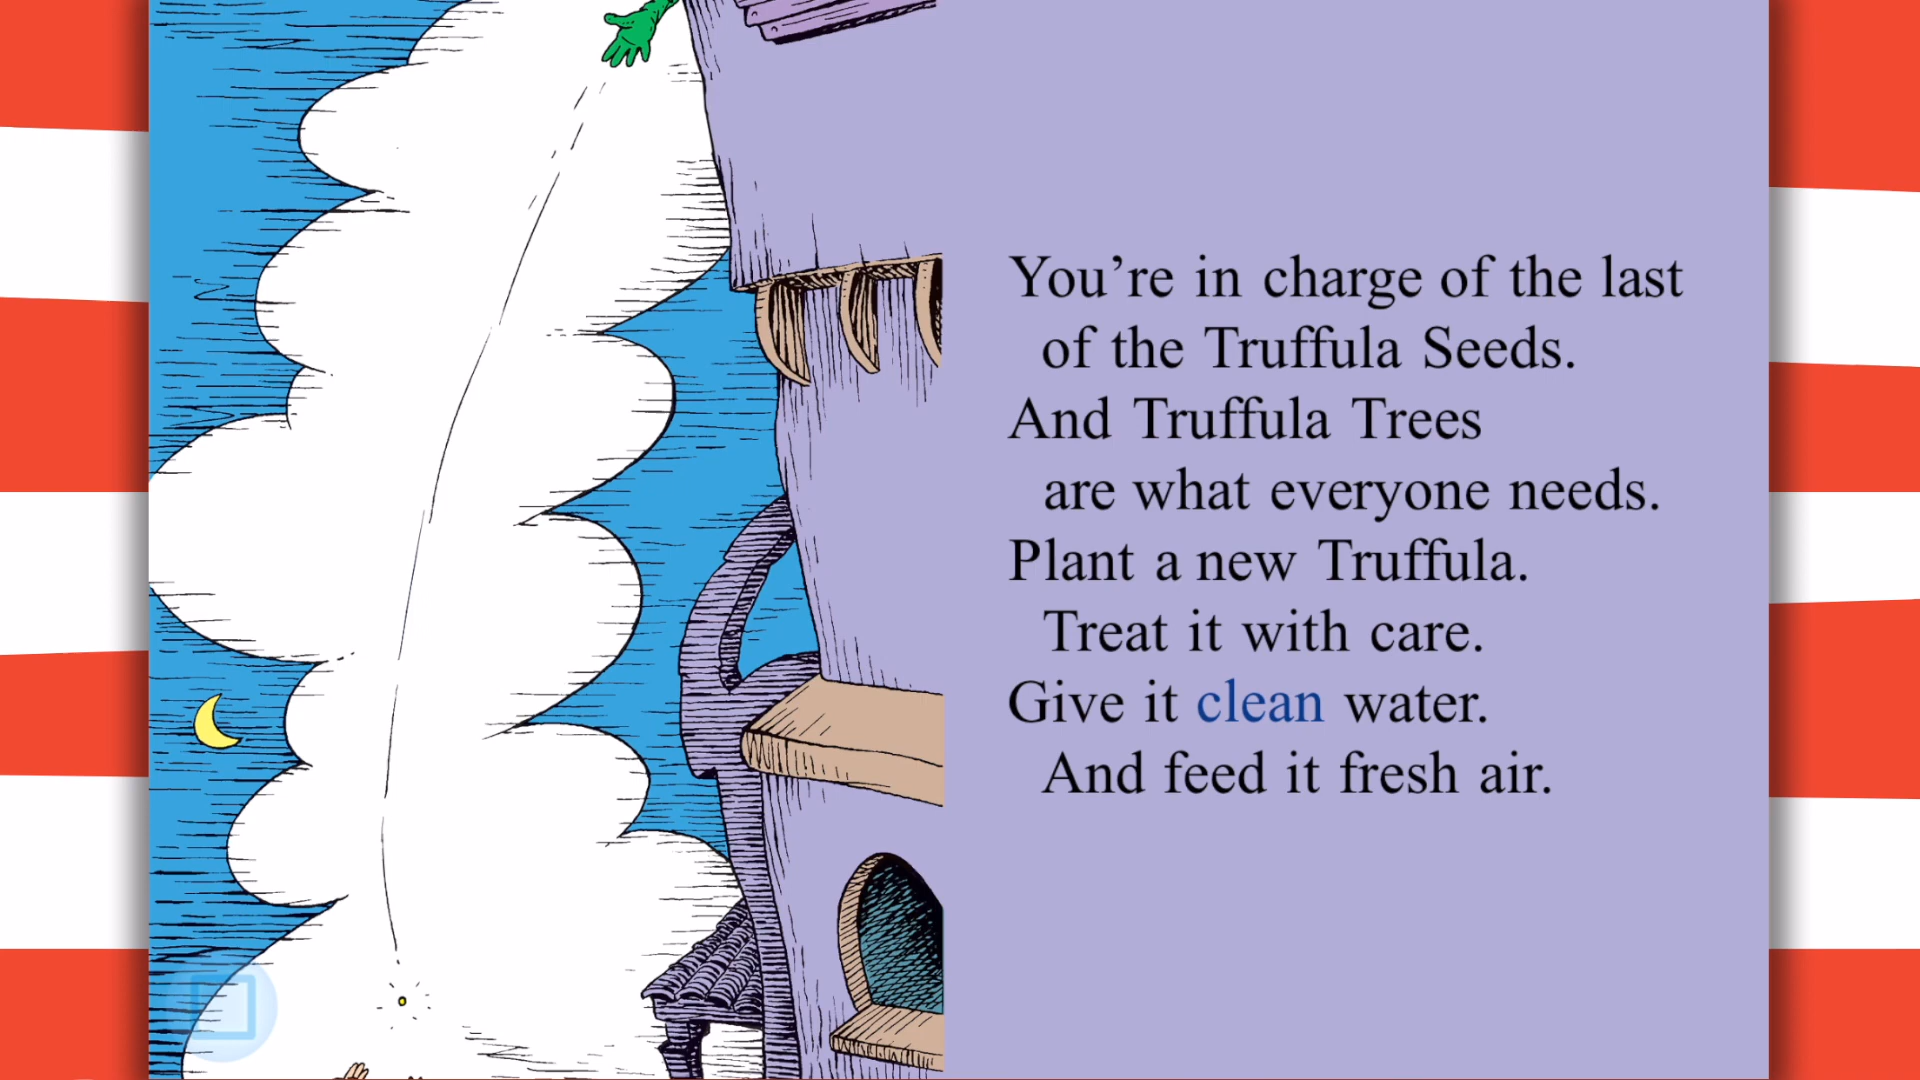 You’re in charge of the last
of the Truffula Seeds.
And Truffula Trees
are what everyone needs.
Plant a new Truffula.
Treat it with care.
Give it clean water.
And feed it fresh air.